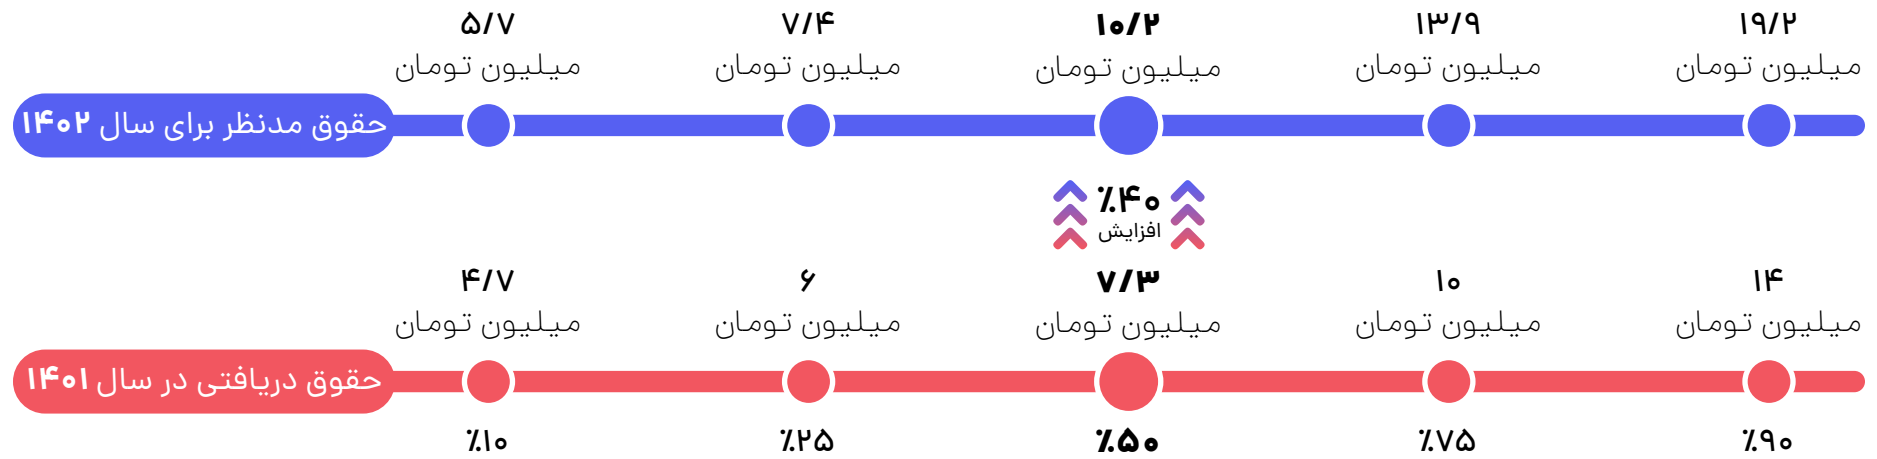 ۵/۷
میلیون تومان
۷/۴
میلیون تومان
۱۰/۲
میلیون تومان
۱۳/۹
میلیون تومان
۱۹/۲
میلیون تومان
حقوق مدنظر برای سال ۱۴۰۲
٪۴۰
افزایش
۴/۷
میلیون تومان
۶
میلیون تومان
۷/۳
میلیون تومان
۱۰
میلیون تومان
۱۴
میلیون تومان
حقوق دریافتی در سال ۱۴۰۱
٪۱۰
٪۲۵
٪۵۰
٪۷۵
٪۹۰